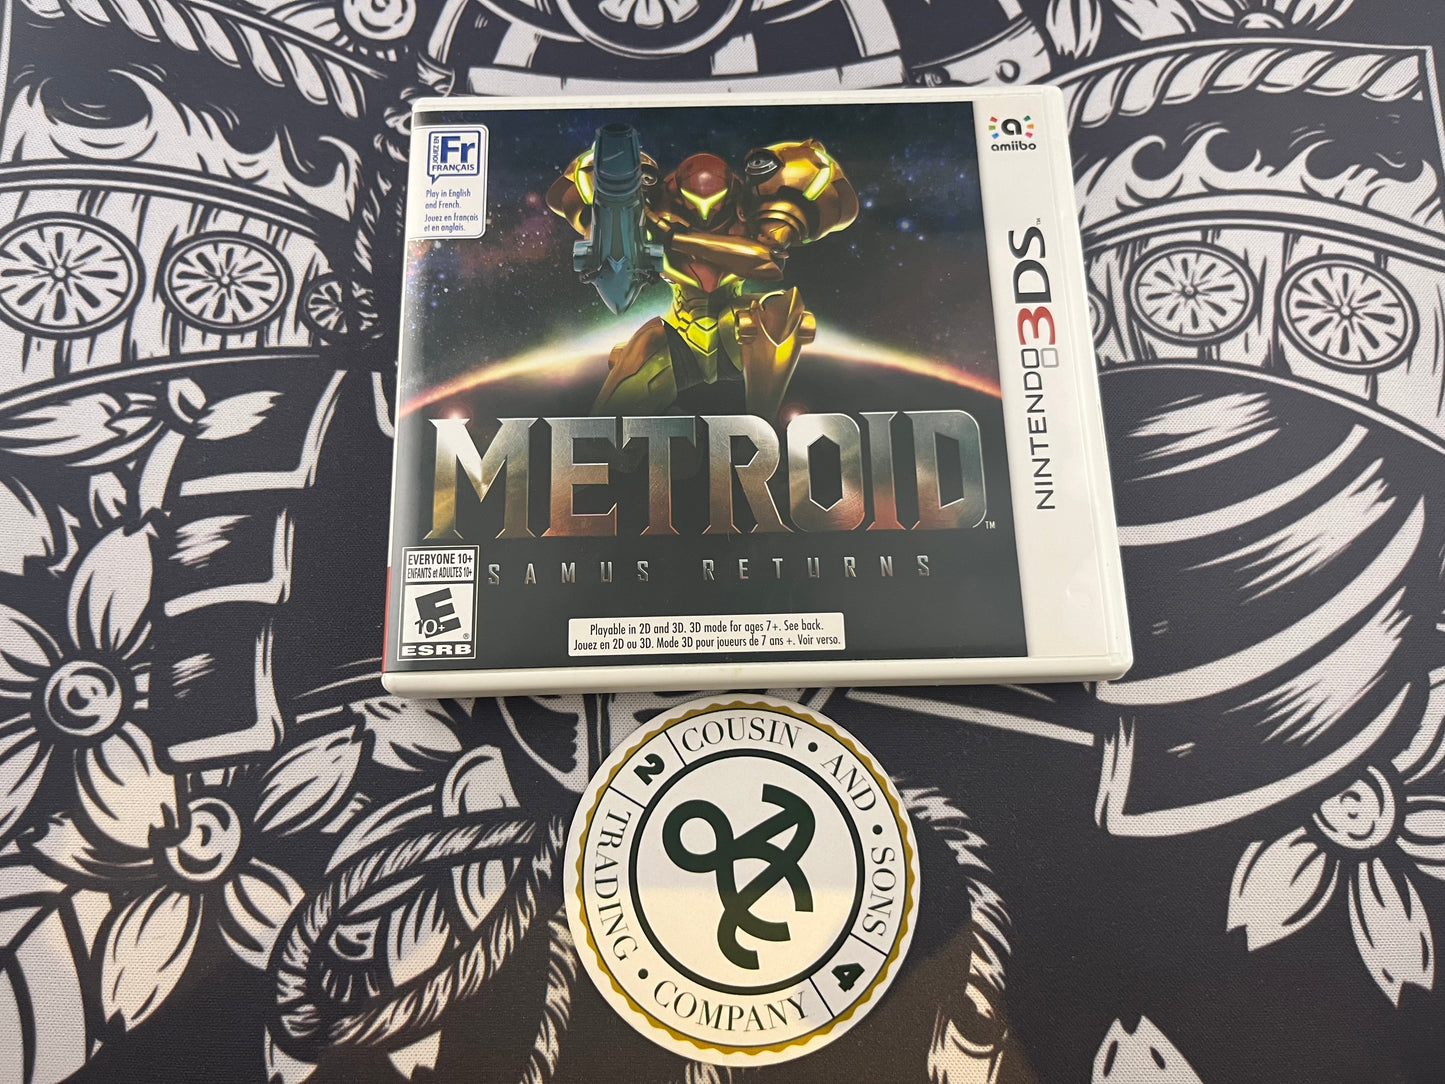 JOUEZ EN
Fr
FRANÇAIS
Play in English
and French.
Jouez en français
et en anglais.
a
amiibo
NINTENDO 3DS™
METROID™
SAMUS RETURNS
EVERYONE 10+
ENFANTS et ADULTES 10+
E
10+
®
ESRB
Playable in 2D and 3D. 3D mode for ages 7+. See back.
Jouez en 2D ou 3D. Mode 3D pour joueurs de 7 ans +. Voir verso.
COUSIN • AND • SONS
TRADING • COMPANY
2
4